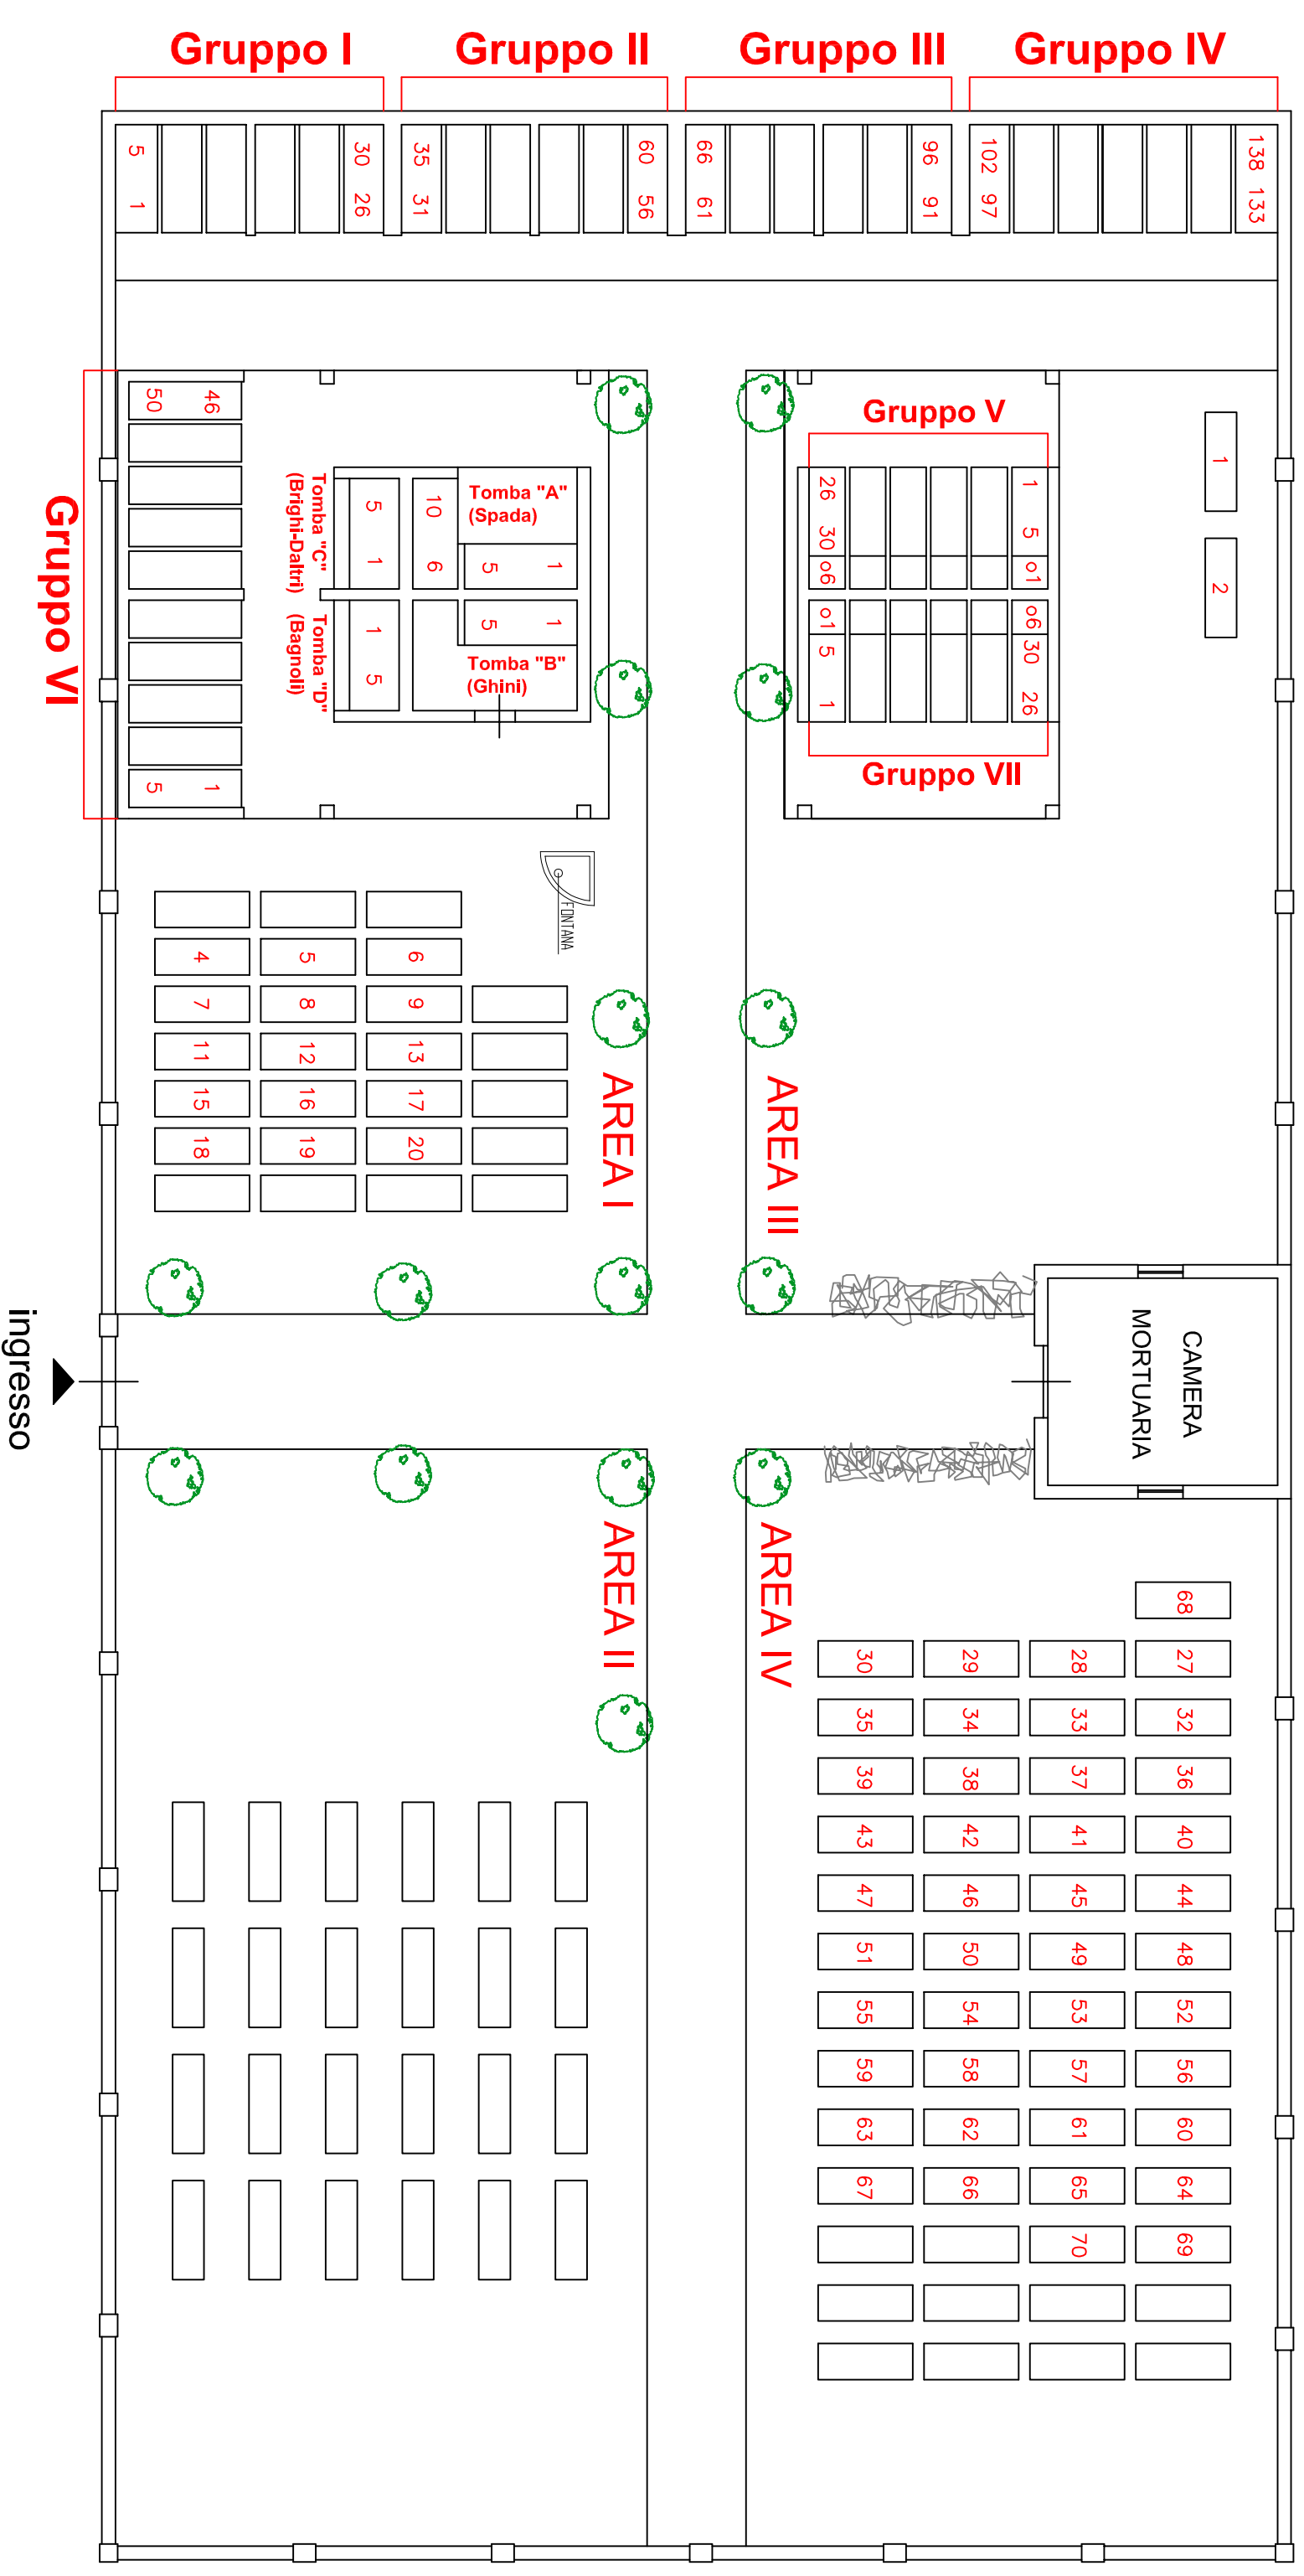 Gruppo I
Gruppo II
Gruppo III
Gruppo IV
5 1
30 26
35 31
60 56
66 61
96 91
102 97
138 133
50 46
5 1
Gruppo VI
Tomba "C"
(Brighi-Daltri)
Tomba "D"
(Bagnoli)
5 1
1 5
10 6
Tomba "A"
(Spada)
5 1
5 1
Tomba "B"
(Ghini)
Gruppo V
26 30 o6
1 5 o1
o1 5 1
o6 30 26
Gruppo VII
1
2
FONTANA
4 5 6
7 8 9
11 12 13
15 16 17
18 19 20
AREA I
AREA III
CAMERA
MORTUARIA
ingresso
AREA II
AREA IV
68
30 29 28 27
35 34 33 32
39 38 37 36
43 42 41 40
47 46 45 44
51 50 49 48
55 54 53 52
59 58 57 56
63 62 61 60
67 66 65 64
70 69